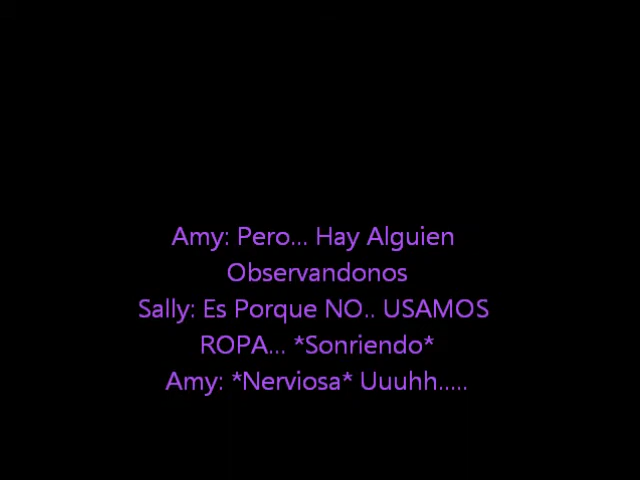 Amy: Pero... Hay Alguien
Observandonos
Sally: Es Porque NO.. USAMOS
ROPA... *Sonriendo*
Amy: *Nerviosa* Uuuhh.....